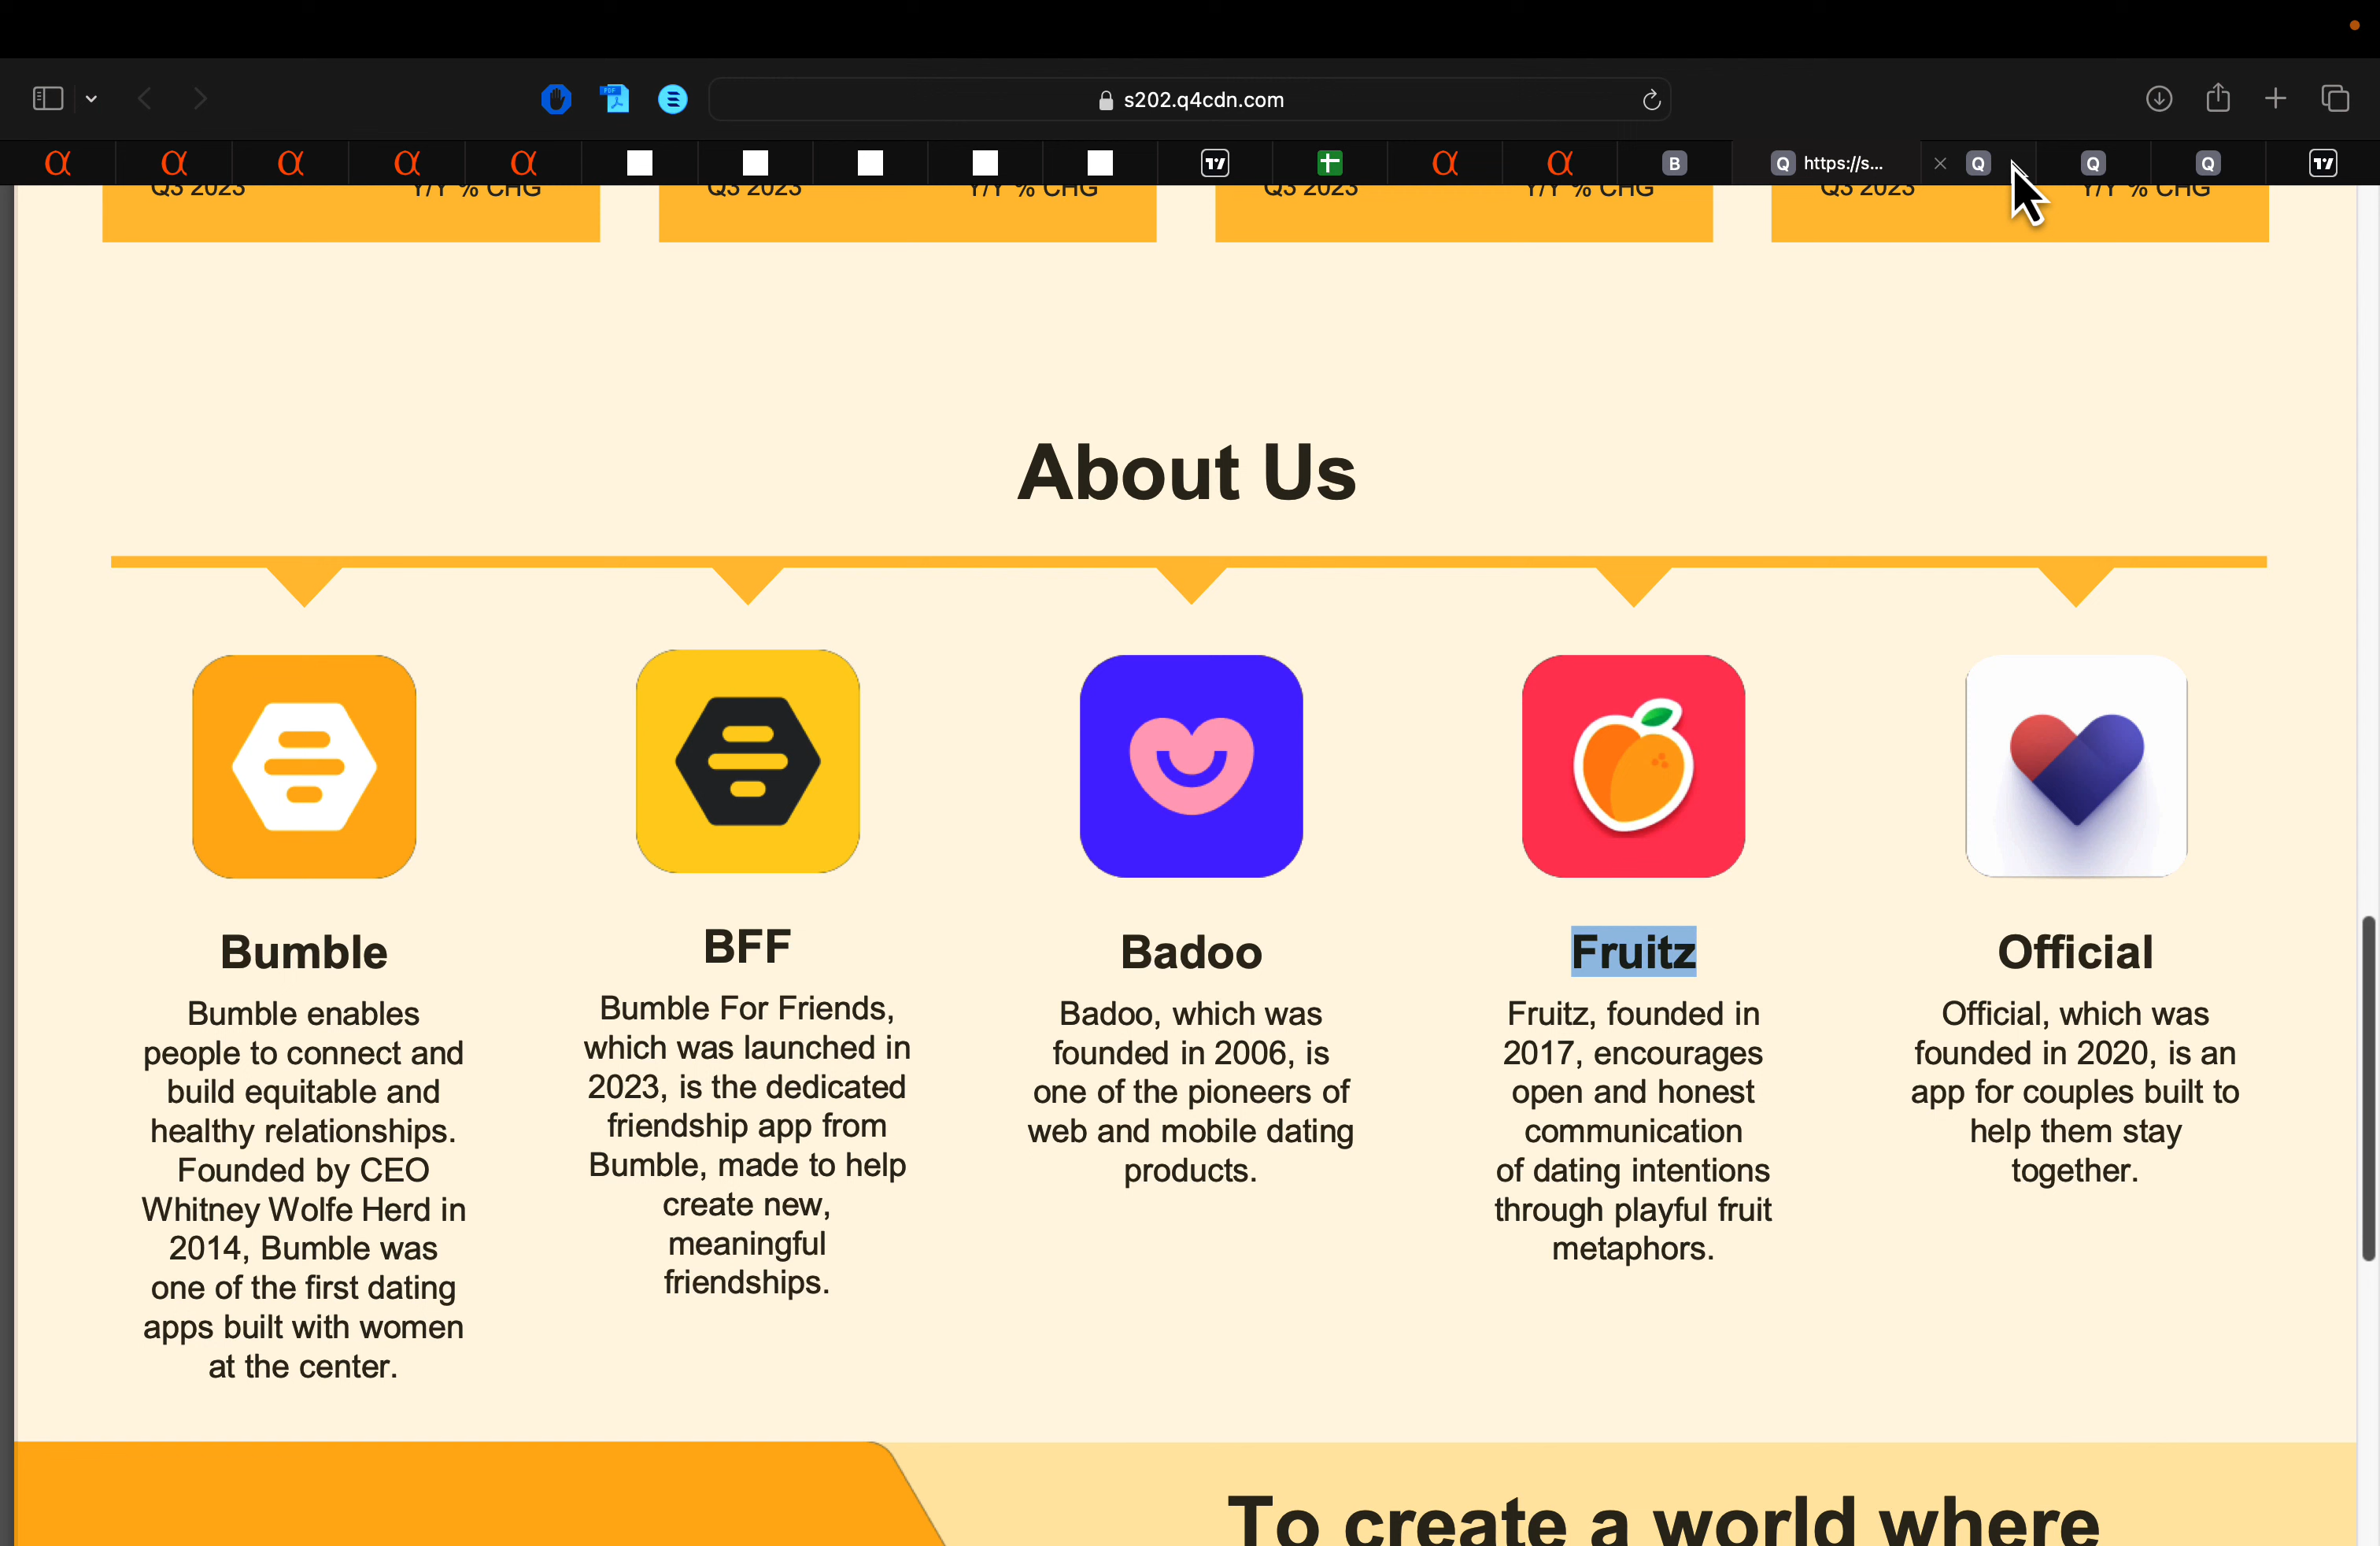 s202.q4cdn.com
B
Q https://s...
Q
Q
Q
Q3 2023 Y/Y % CHG Q3 2023 Y/Y % CHG Q3 2023 Y/Y % CHG Q3 2023 Y/Y % CHG
About Us
Bumble
Bumble enables
people to connect and
build equitable and
healthy relationships.
Founded by CEO
Whitney Wolfe Herd in
2014, Bumble was
one of the first dating
apps built with women
at the center.
BFF
Bumble For Friends,
which was launched in
2023, is the dedicated
friendship app from
Bumble, made to help
create new,
meaningful
friendships.
Badoo
Badoo, which was
founded in 2006, is
one of the pioneers of
web and mobile dating
products.
Fruitz
Fruitz, founded in
2017, encourages
open and honest
communication
of dating intentions
through playful fruit
metaphors.
Official
Official, which was
founded in 2020, is an
app for couples built to
help them stay
together.
To create a world where